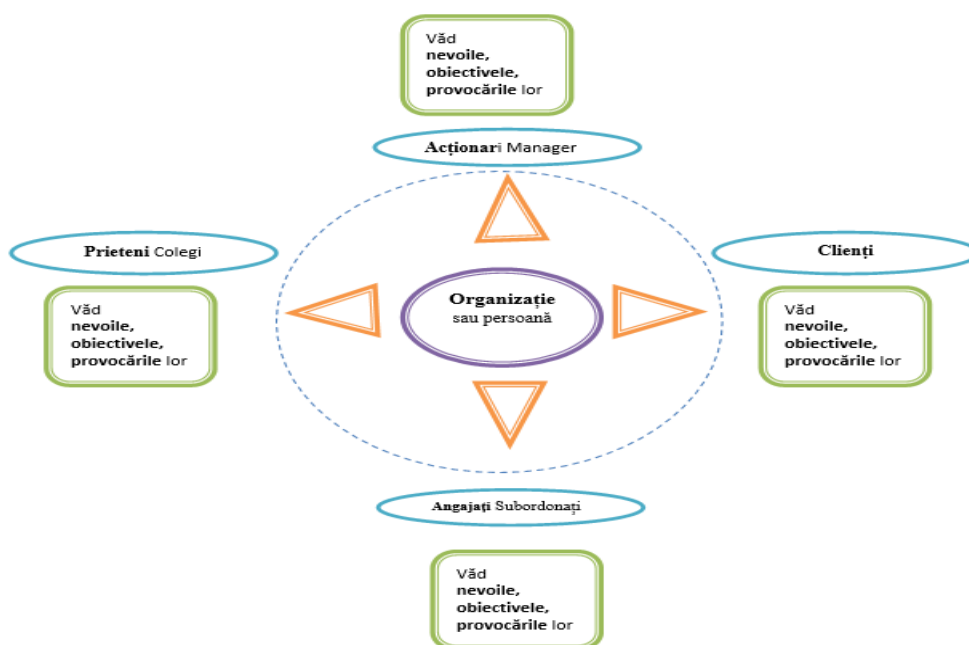 Văd
nevoile,
obiectivele,
provocările lor
Acționari Manager
Prieteni Colegi
Clienți
Organizație
sau persoană
Văd
nevoile,
obiectivele,
provocările lor
Văd
nevoile,
obiectivele,
provocările lor
Angajați Subordonați
Văd
nevoile,
obiectivele,
provocările lor